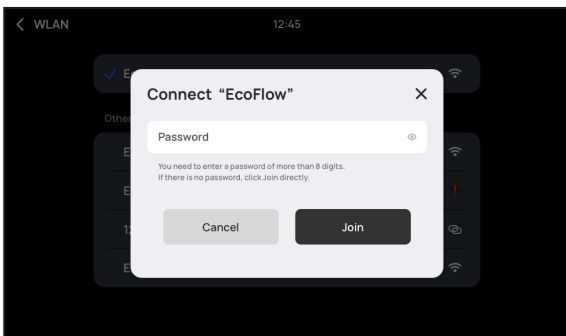 WLAN
12:45
Connect “EcoFlow”
Password
You need to enter a password of more than 8 digits.
If there is no password, click Join directly.
Cancel
Join